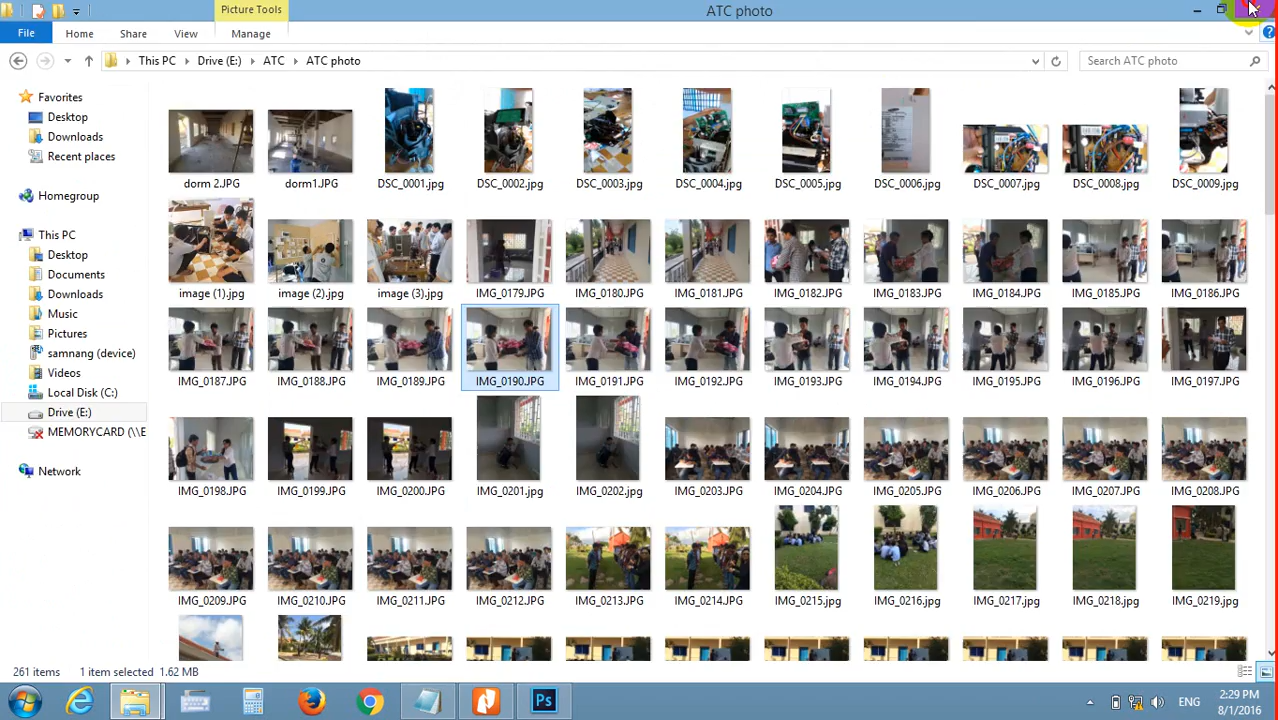 Picture Tools
ATC photo
File Home Share View Manage
This PC Drive (E:) ATC ATC photo
Search ATC photo
Favorites
Desktop
Downloads
Recent places
Homegroup
This PC
Desktop
Documents
Downloads
Music
Pictures
samnang (device)
Videos
Local Disk (C:)
Drive (E:)
MEMORYCARD (\\E
Network
dorm 2.JPG dorm1.JPG DSC_0001.jpg DSC_0002.jpg DSC_0003.jpg DSC_0004.jpg DSC_0005.jpg DSC_0006.jpg DSC_0007.jpg DSC_0008.jpg DSC_0009.jpg
image (1).jpg image (2).jpg image (3).jpg IMG_0179.JPG IMG_0180.JPG IMG_0181.JPG IMG_0182.JPG IMG_0183.JPG IMG_0184.JPG IMG_0185.JPG IMG_0186.JPG
IMG_0187.JPG IMG_0188.JPG IMG_0189.JPG IMG_0190.JPG IMG_0191.JPG IMG_0192.JPG IMG_0193.JPG IMG_0194.JPG IMG_0195.JPG IMG_0196.JPG IMG_0197.JPG
IMG_0198.JPG IMG_0199.JPG IMG_0200.JPG IMG_0201.jpg IMG_0202.jpg IMG_0203.JPG IMG_0204.JPG IMG_0205.JPG IMG_0206.JPG IMG_0207.JPG IMG_0208.JPG
IMG_0209.JPG IMG_0210.JPG IMG_0211.JPG IMG_0212.JPG IMG_0213.JPG IMG_0214.JPG IMG_0215.jpg IMG_0216.jpg IMG_0217.jpg IMG_0218.jpg IMG_0219.jpg
261 items 1 item selected 1.62 MB
Ps
ENG
2:29 PM
8/1/2016